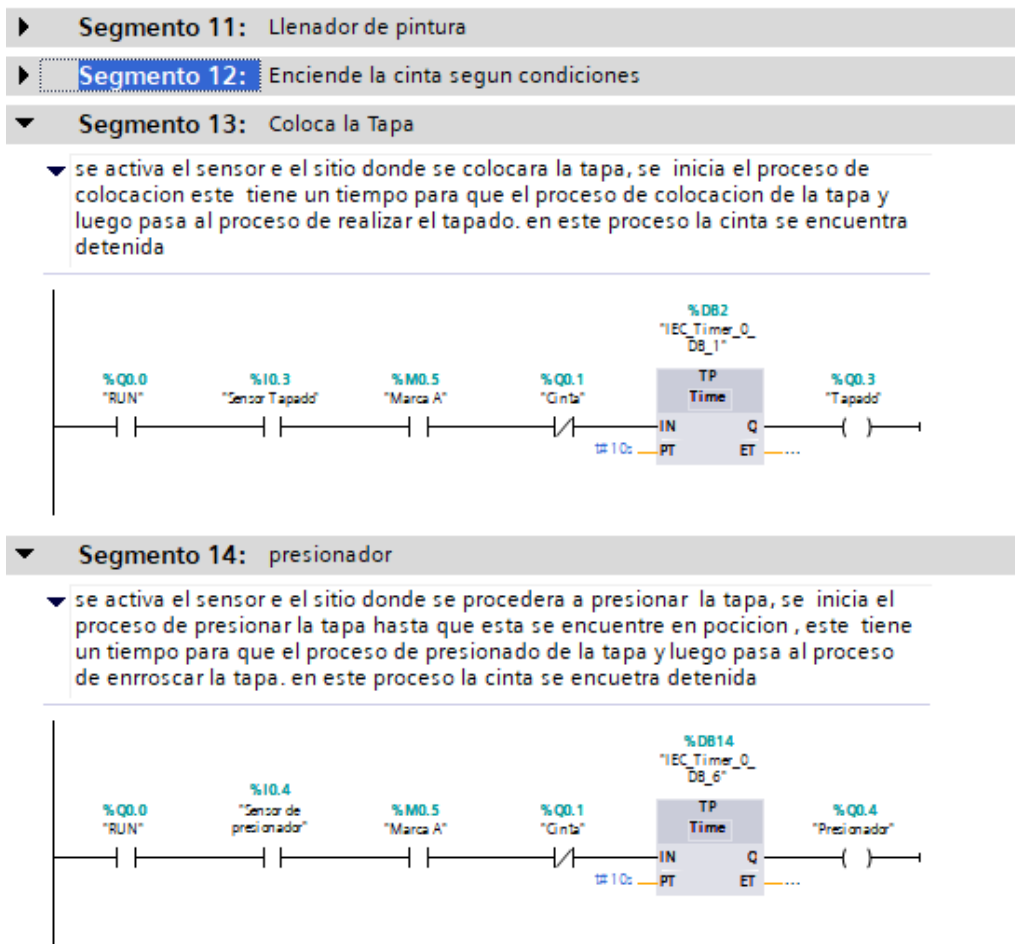 Segmento 11: Llenador de pintura
Segmento 12: Enciende la cinta segun condiciones
Segmento 13: Coloca la Tapa
se activa el sensor e el sitio donde se colocara la tapa, se inicia el proceso de
colocacion este tiene un tiempo para que el proceso de colocacion de la tapa y
luego pasa al proceso de realizar el tapado. en este proceso la cinta se encuentra
detenida
%DB2
"IEC_Timer_0_
DB_1"
%Q0.0 %I0.3 %M0.5 %Q0.1 TP %Q0.3
"RUN" "Sensor Tapado" "Marca A" "Cinta" Time "Tapado"
IN Q
t#10s PT ET ...
Segmento 14: presionador
se activa el sensor e el sitio donde se procedera a presionar la tapa, se inicia el
proceso de presionar la tapa hasta que esta se encuentre en pocicion , este tiene
un tiempo para que el proceso de presionado de la tapa y luego pasa al proceso
de enrroscar la tapa. en este proceso la cinta se encuetra detenida
%DB14
"IEC_Timer_0_
DB_6"
%I0.4
%Q0.0 "Sensor de %M0.5 %Q0.1 TP %Q0.4
"RUN" presionador" "Marca A" "Cinta" Time "Presionador"
IN Q
t#10s PT ET ...